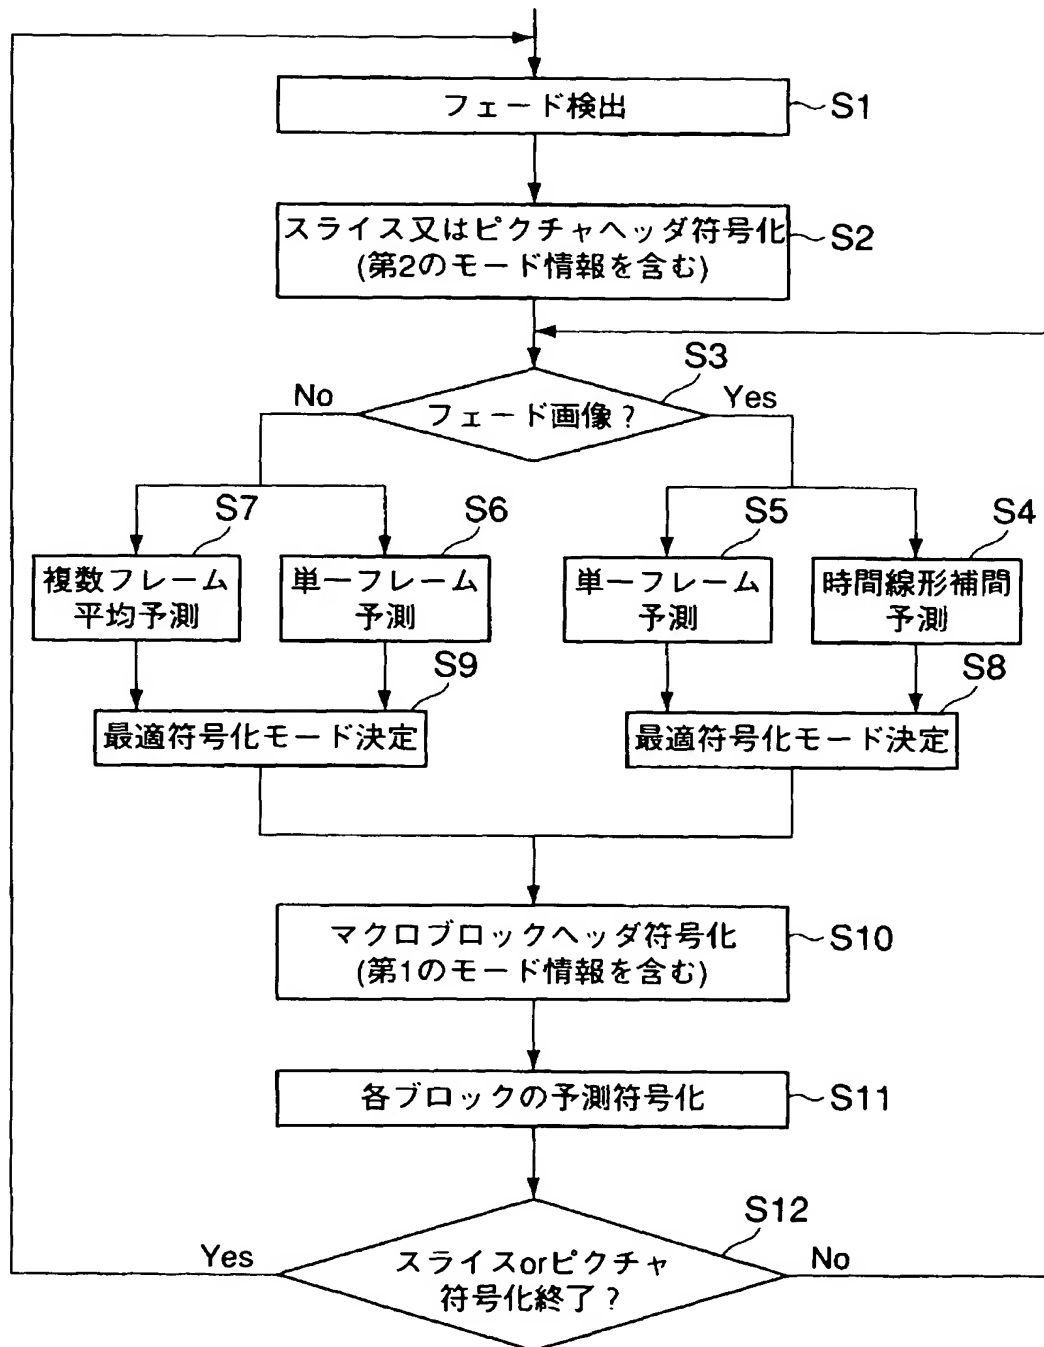 フェード検出
S1
スライス又はピクチャヘッダ符号化
(第2のモード情報を含む)
S2
S3
No
フェード画像？
Yes
S7
S6
S5
S4
複数フレーム
平均予測
単一フレーム
予測
単一フレーム
予測
時間線形補間
予測
S9
S8
最適符号化モード決定
最適符号化モード決定
マクロブロックヘッダ符号化
(第1のモード情報を含む)
S10
各ブロックの予測符号化
S11
S12
Yes
スライスorピクチャ
符号化終了？
No